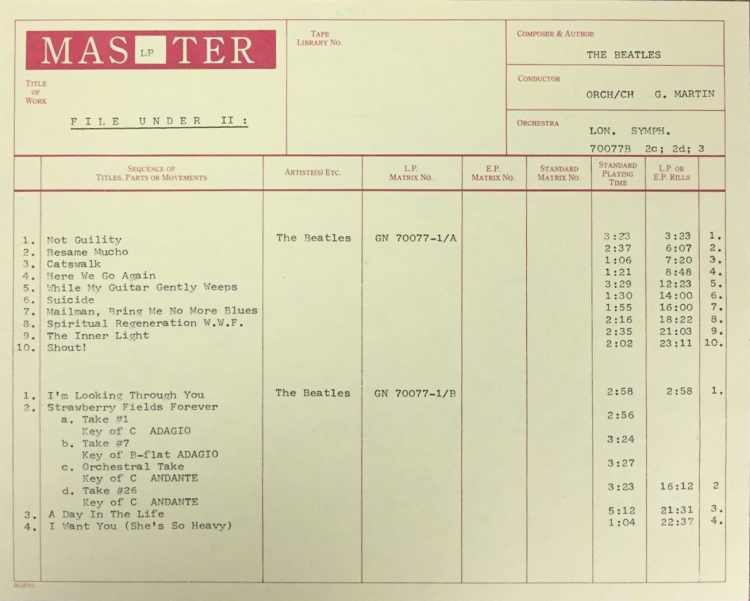 MAS LP TER
TITLE
OF
WORK
FILE UNDER II:
TAPE
LIBRARY NO.
COMPOSER & AUTHOR
THE BEATLES
CONDUCTOR
ORCH/CH G. MARTIN
ORCHESTRA
LON. SYMPH.
70077B 2c; 2d; 3
SEQUENCE OF
TITLES, PARTS OR MOVEMENTS
ARTISTE(S) ETC.
L.P.
MATRIX NO.
E.P.
MATRIX NO.
STANDARD
MATRIX NO.
STANDARD
PLAYING
TIME
L.P. OR
E.P. RILLS
1. Not Guility The Beatles GN 70077-1/A 3:23 3:23 1.
2. Besame Mucho 2:37 6:07 2.
3. Catswalk 1:06 7:20 3.
4. Here We Go Again 1:21 8:48 4.
5. While My Guitar Gently Weeps 3:29 12:23 5.
6. Suicide 1:30 14:00 6.
7. Mailman, Bring Me No More Blues 1:55 16:00 7.
8. Spiritual Regeneration W.W.F. 2:16 18:22 8.
9. The Inner Light 2:35 21:03 9.
10. Shout! 2:02 23:11 10.
1. I'm Looking Through You The Beatles GN 70077-1/B 2:58 2:58 1.
2. Strawberry Fields Forever
a. Take #1 2:56
Key of C ADAGIO
b. Take #7 3:24
Key of B-flat ADAGIO
c. Orchestral Take 3:27
Key of C ANDANTE
d. Take #26 3:23 16:12 2
Key of C ANDANTE
3. A Day In The Life 5:12 21:31 3.
4. I Want You (She's So Heavy) 1:04 22:37 4.